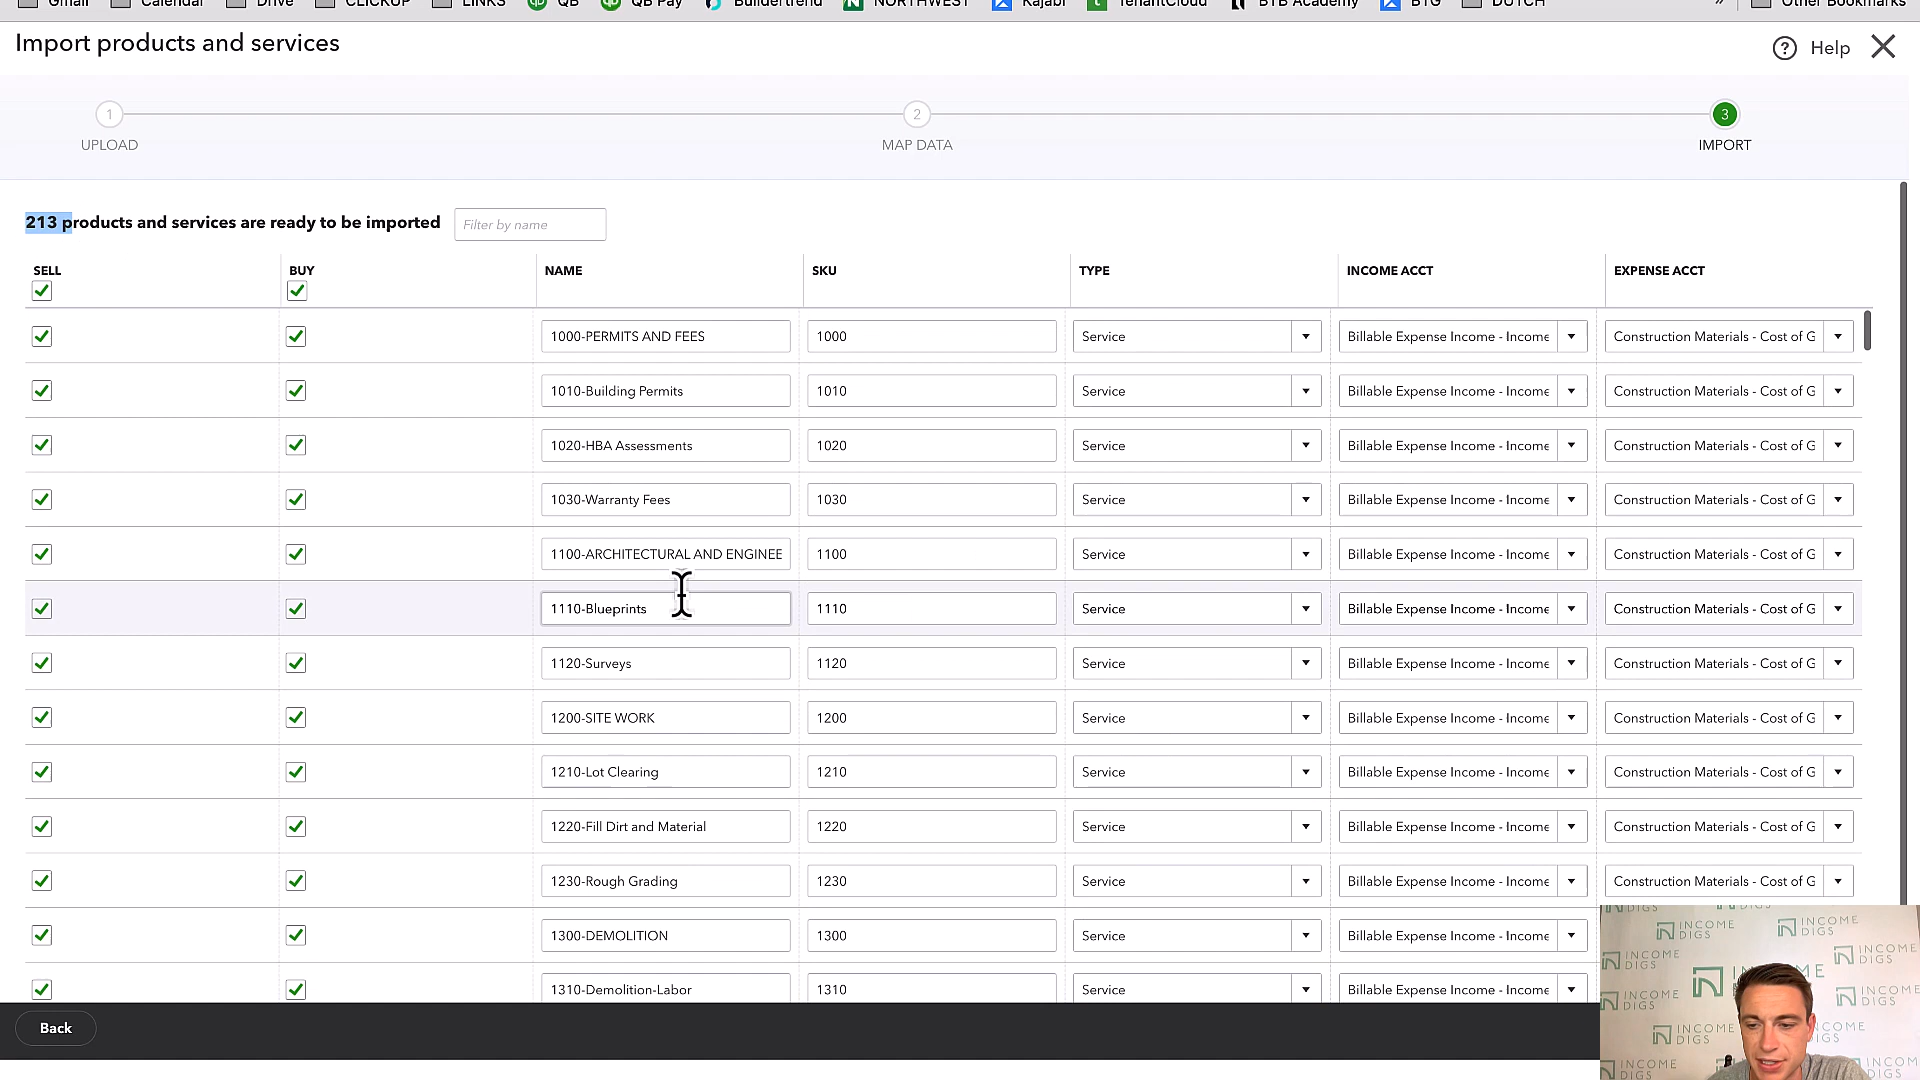 Gmail Calendar Drive CLICKUP LINKS QB QB Pay Buildertrend NORTHWEST Kajabi TenantCloud BTB Academy BTG DUTCH » Other Bookmarks
Import products and services
? Help
1 2 3
UPLOAD MAP DATA IMPORT
213 products and services are ready to be imported Filter by name
SELL BUY NAME SKU TYPE INCOME ACCT EXPENSE ACCT
1000-PERMITS AND FEES 1000 Service Billable Expense Income - Income Construction Materials - Cost of G
1010-Building Permits 1010 Service Billable Expense Income - Income Construction Materials - Cost of G
1020-HBA Assessments 1020 Service Billable Expense Income - Income Construction Materials - Cost of G
1030-Warranty Fees 1030 Service Billable Expense Income - Income Construction Materials - Cost of G
1100-ARCHITECTURAL AND ENGINEE 1100 Service Billable Expense Income - Income Construction Materials - Cost of G
1110-Blueprints 1110 Service Billable Expense Income - Income Construction Materials - Cost of G
1120-Surveys 1120 Service Billable Expense Income - Income Construction Materials - Cost of G
1200-SITE WORK 1200 Service Billable Expense Income - Income Construction Materials - Cost of G
1210-Lot Clearing 1210 Service Billable Expense Income - Income Construction Materials - Cost of G
1220-Fill Dirt and Material 1220 Service Billable Expense Income - Income Construction Materials - Cost of G
1230-Rough Grading 1230 Service Billable Expense Income - Income Construction Materials - Cost of G
1300-DEMOLITION 1300 Service Billable Expense Income - Income
1310-Demolition-Labor 1310 Service Billable Expense Income - Income
Back
INCOME DIGS